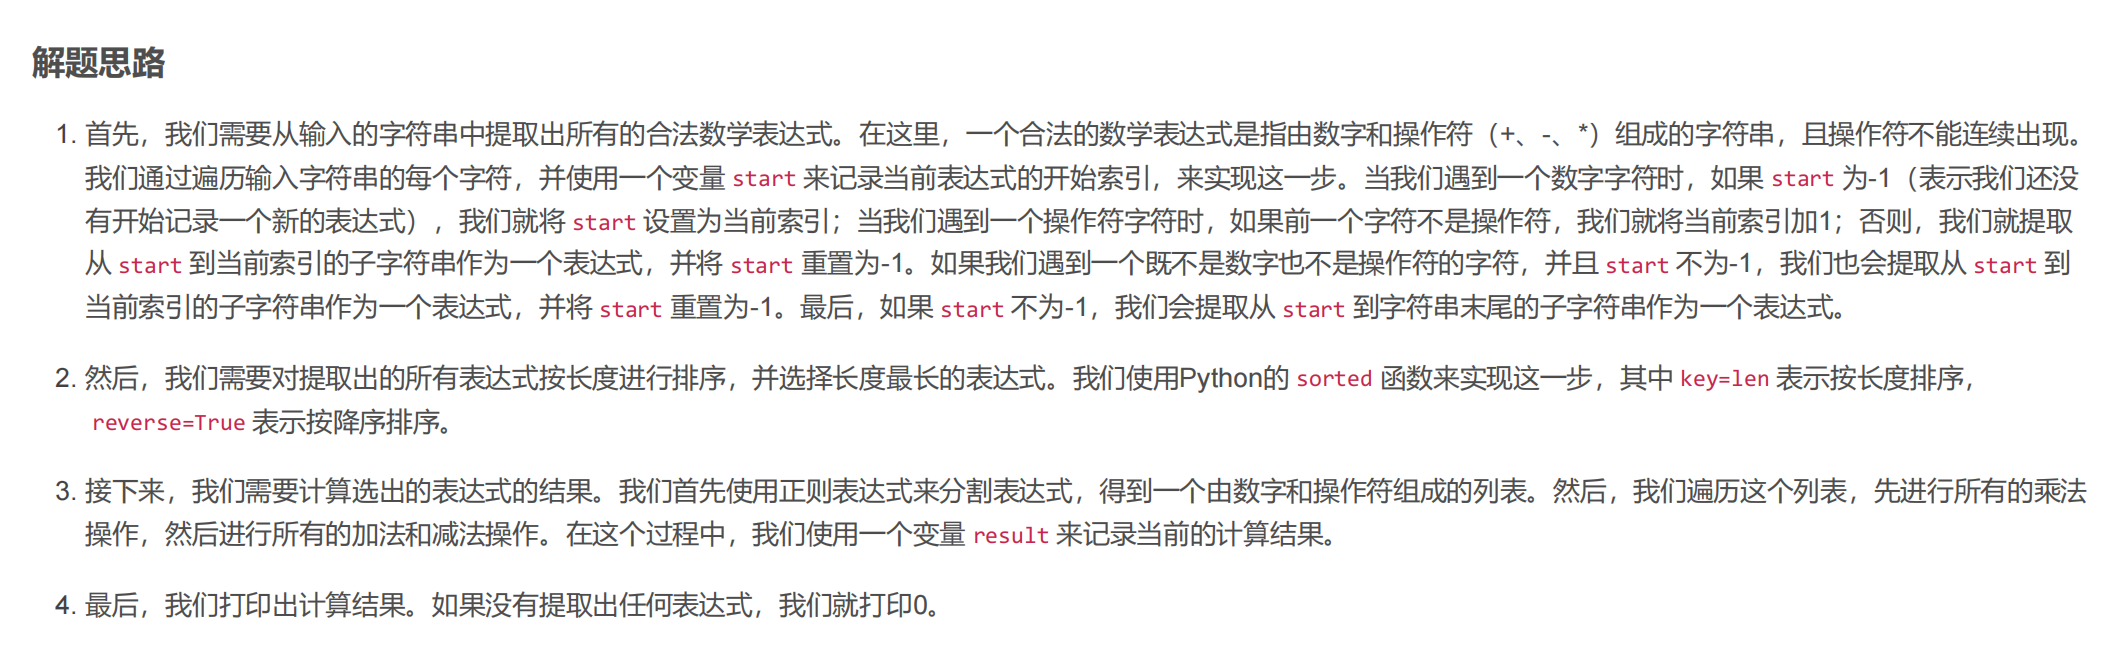 解题思路
1. 首先，我们需要从输入的字符串中提取出所有的合法数学表达式。在这里，一个合法的数学表达式是指由数字和操作符（+、-、*）组成的字符串，且操作符不能连续出现。
我们通过遍历输入字符串的每个字符，并使用一个变量 start 来记录当前表达式的开始索引，来实现这一步。当我们遇到一个数字字符时，如果 start 为-1（表示我们还没
有开始记录一个新的表达式），我们就将 start 设置为当前索引；当我们遇到一个操作符字符时，如果前一个字符不是操作符，我们就将当前索引加1；否则，我们就提取
从 start 到当前索引的子字符串作为一个表达式，并将 start 重置为-1。如果我们遇到一个既不是数字也不是操作符的字符，并且 start 不为-1，我们也会提取从 start 到
当前索引的子字符串作为一个表达式，并将 start 重置为-1。最后，如果 start 不为-1，我们会提取从 start 到字符串末尾的子字符串作为一个表达式。
2. 然后，我们需要对提取出的所有表达式按长度进行排序，并选择长度最长的表达式。我们使用Python的 sorted 函数来实现这一步，其中 key=len 表示按长度排序，
reverse=True 表示按降序排序。
3. 接下来，我们需要计算选出的表达式的结果。我们首先使用正则表达式来分割表达式，得到一个由数字和操作符组成的列表。然后，我们遍历这个列表，先进行所有的乘法
操作，然后进行所有的加法和减法操作。在这个过程中，我们使用一个变量 result 来记录当前的计算结果。
4. 最后，我们打印出计算结果。如果没有提取出任何表达式，我们就打印0。